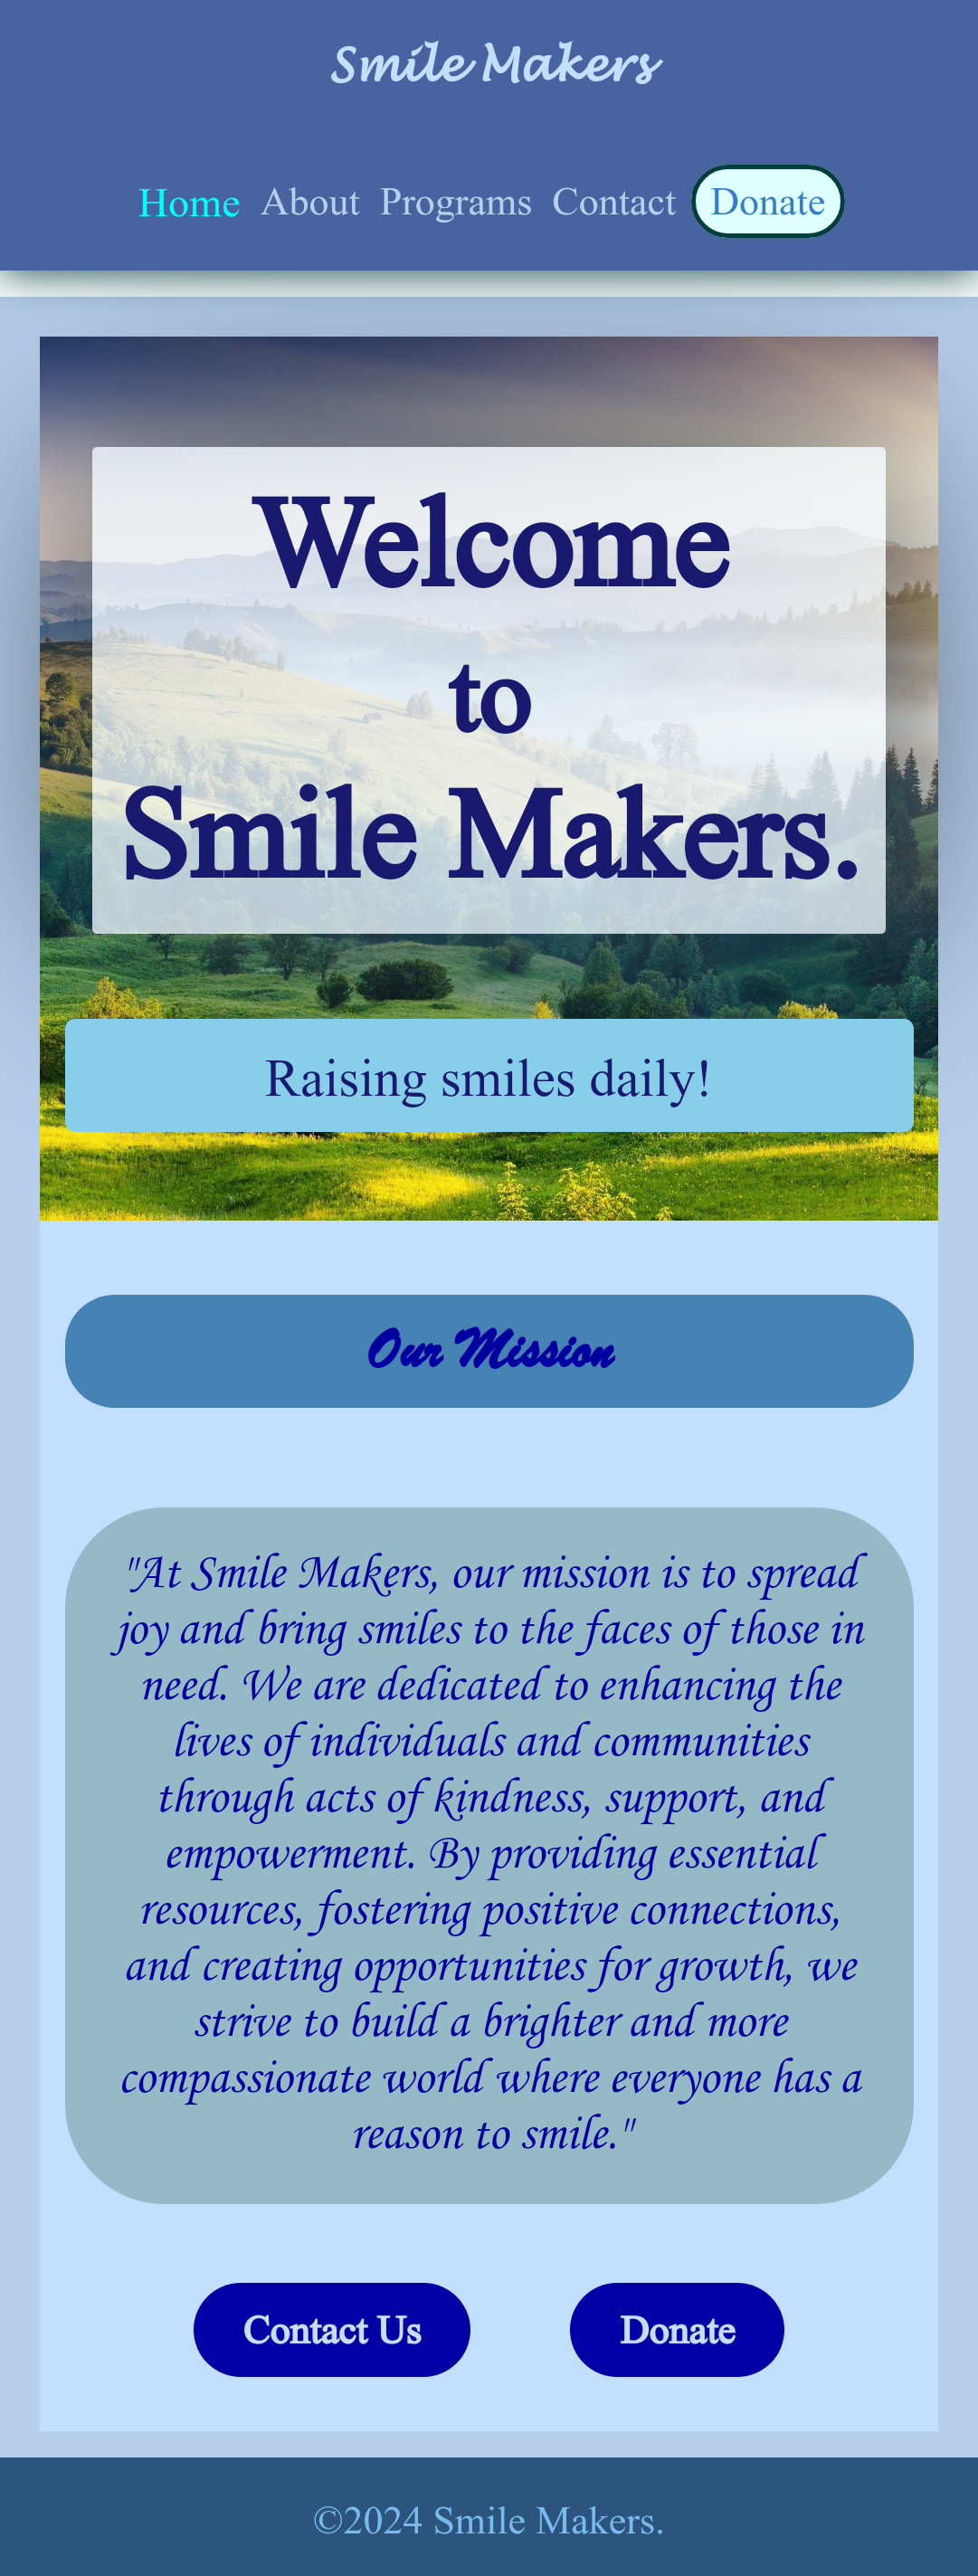 Smile Makers
Home About Programs Contact Donate
Welcome
to
Smile Makers.
Raising smiles daily!
Our Mission
"At Smile Makers, our mission is to spread
joy and bring smiles to the faces of those in
need. We are dedicated to enhancing the
lives of individuals and communities
through acts of kindness, support, and
empowerment. By providing essential
resources, fostering positive connections,
and creating opportunities for growth, we
strive to build a brighter and more
compassionate world where everyone has a
reason to smile."
Contact Us Donate
©2024 Smile Makers.